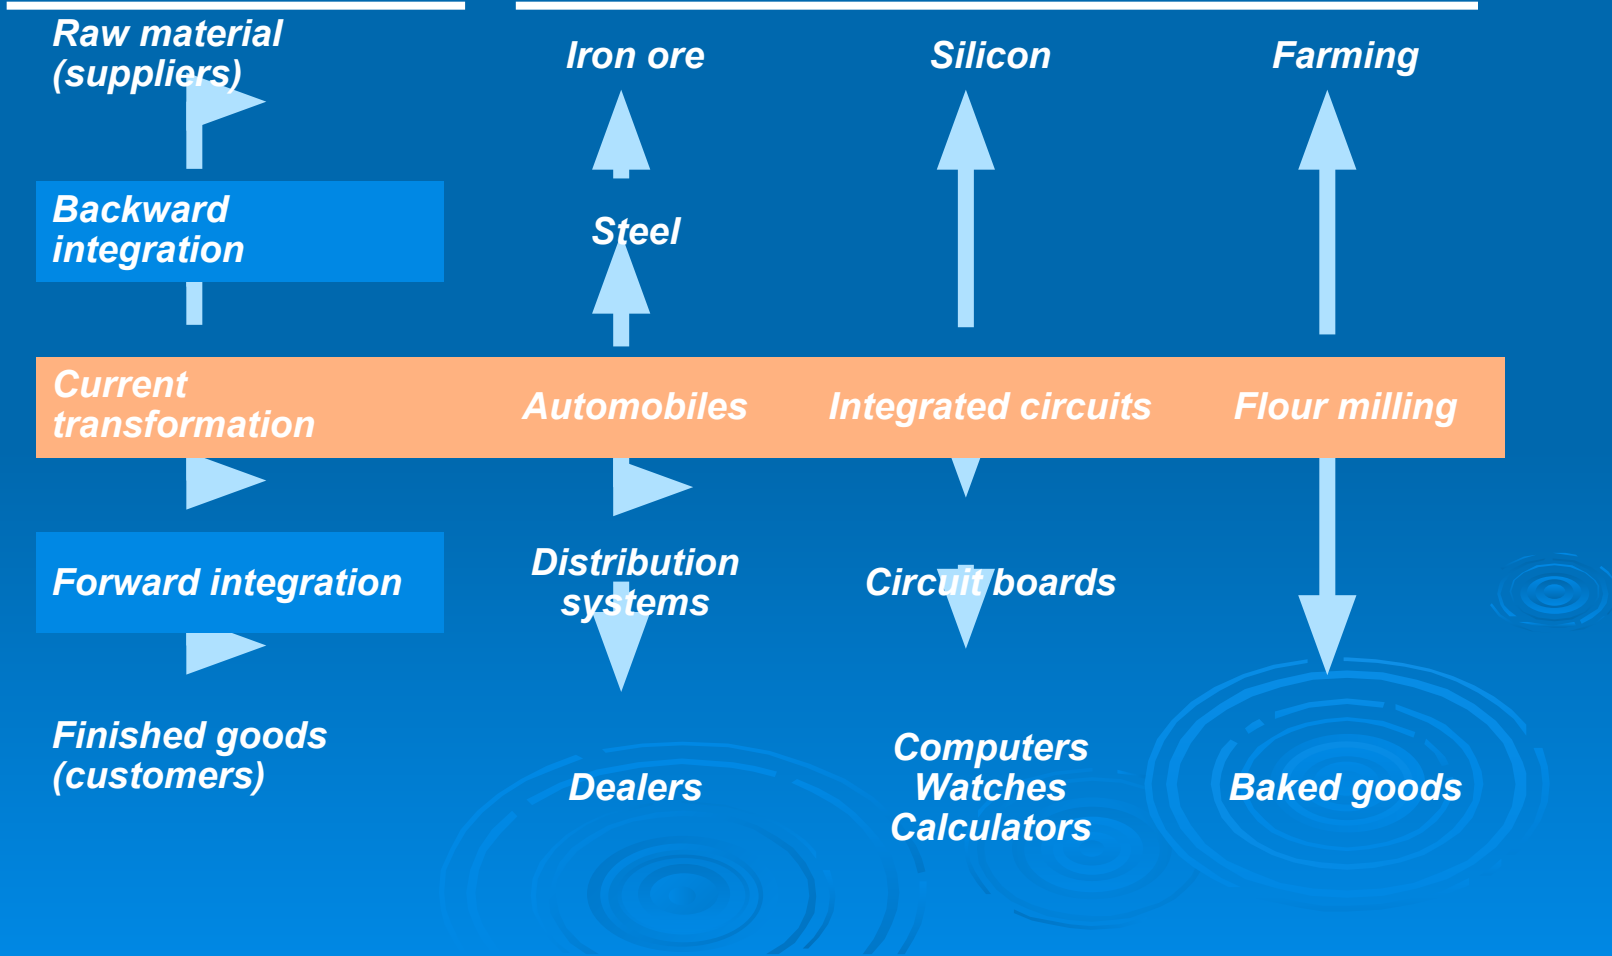 Raw material
(suppliers)
Iron ore
Silicon
Farming
Backward
integration
Steel
Current
transformation
Automobiles
Integrated circuits
Flour milling
Forward integration
Distribution
systems
Circuit boards
Finished goods
(customers)
Dealers
Computers
Watches
Calculators
Baked goods